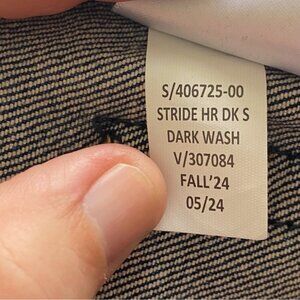 S/406725-00
STRIDE HR DK S
DARK WASH
V/307084
FALL'24
05/24